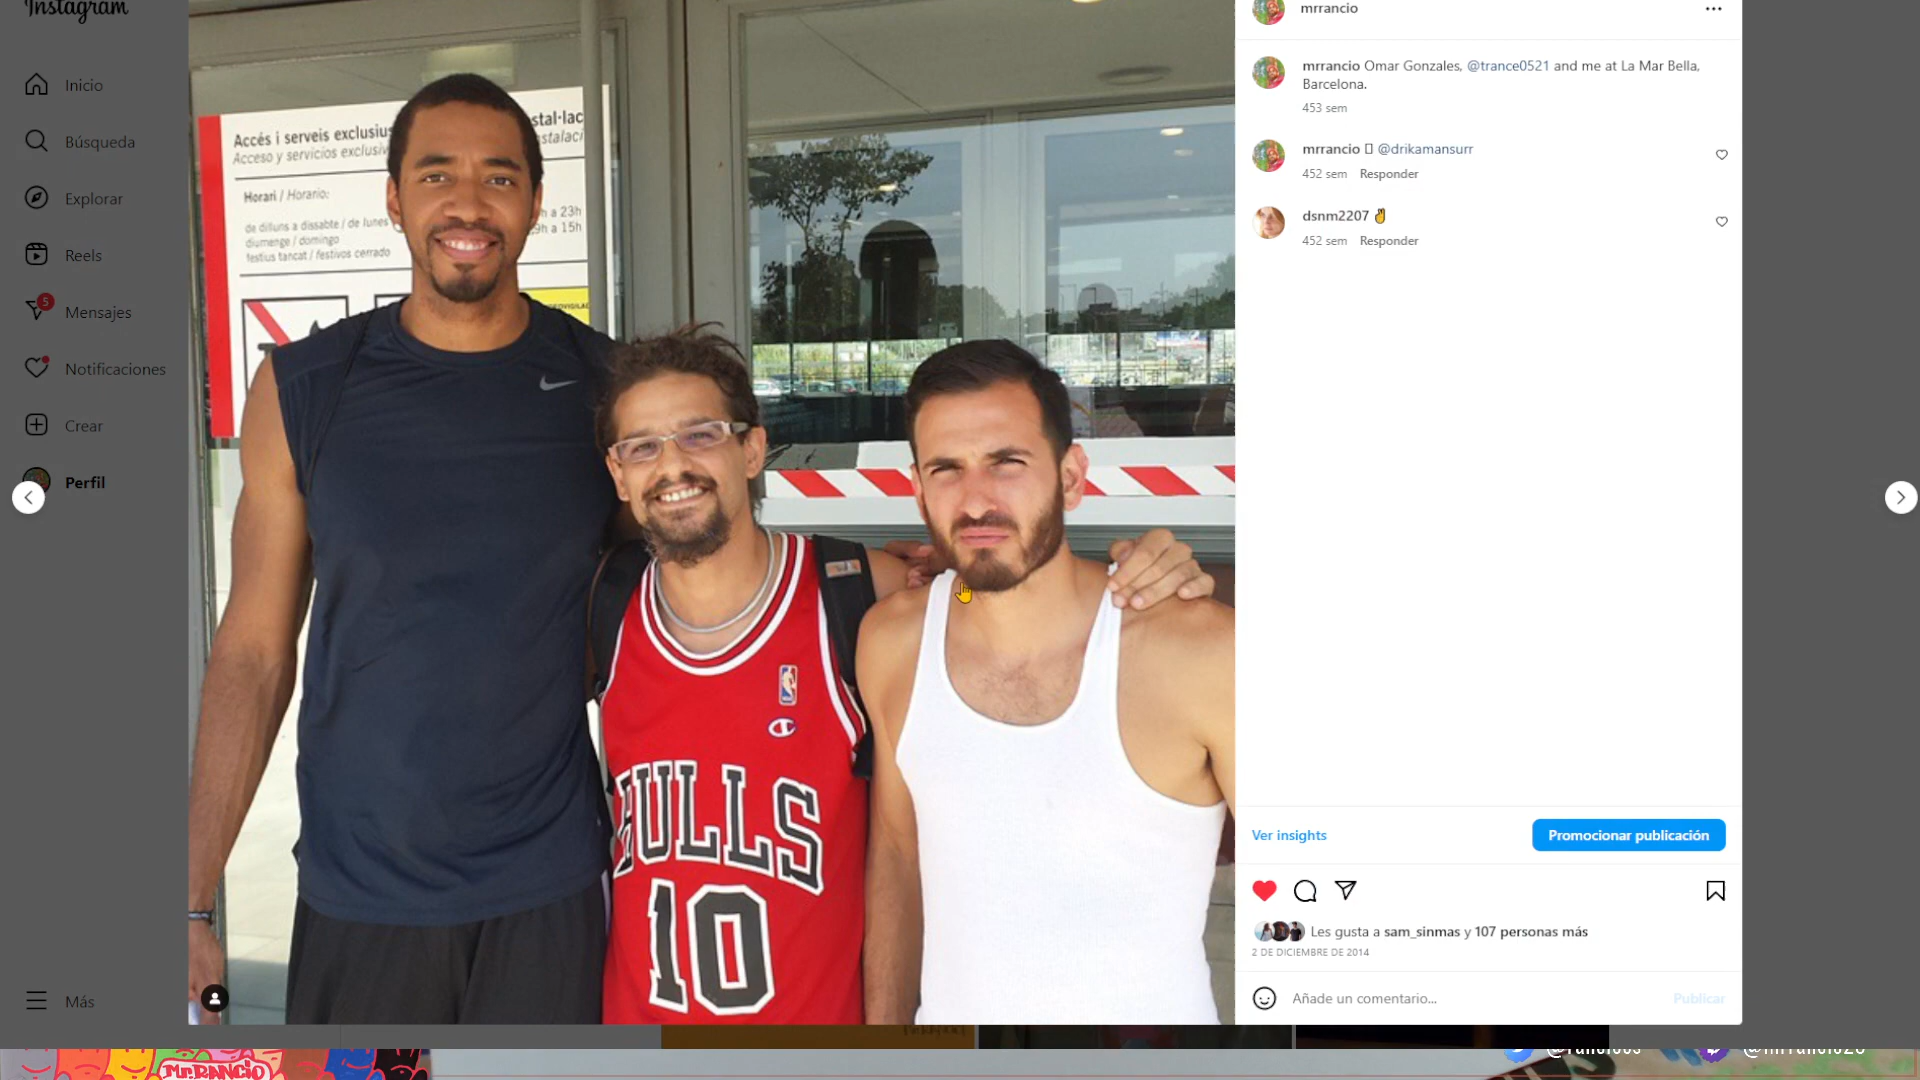 Instagram
Inicio
Búsqueda
Explorar
Reels
5
Mensajes
Notificaciones
Crear
Perfil
Más
Accés i serveis exclusius
stal·lac
Acceso y servicios
Horari / Horario:
de dilluns a dissabte / de lunes
h a 23h
diumenge / domingo
9h a 15h
festius tancat / festivos cerrado
BULLS
10
mrrancio
mrrancio Omar Gonzales, @trance0521 and me at La Mar Bella,
Barcelona.
453 sem
mrrancio @drikamansurr
452 sem Responder
dsnm2207 ✌
452 sem Responder
Ver insights
Promocionar publicación
Les gusta a sam_sinmas y 107 personas más
2 DE DICIEMBRE DE 2014
Añade un comentario...
Publicar
Mr.RANCIO